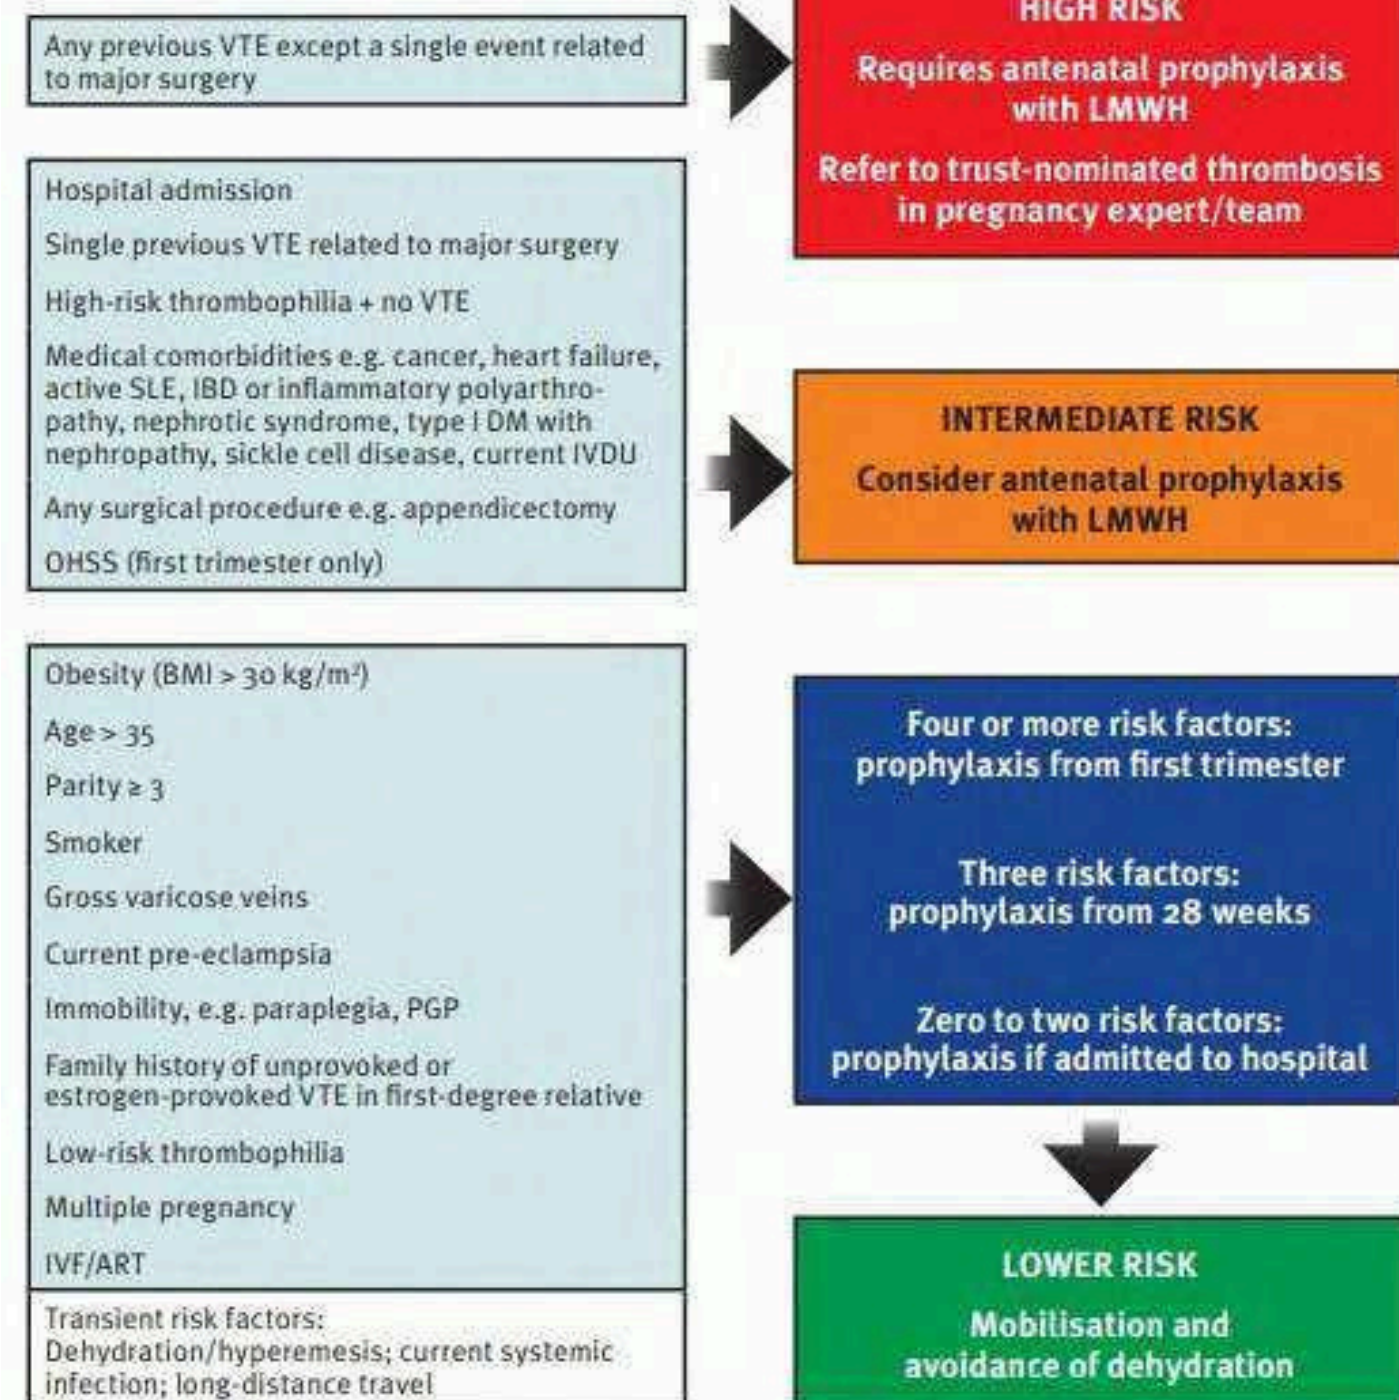 Any previous VTE except a single event related
to major surgery
HIGH RISK
Requires antenatal prophylaxis
with LMWH
Refer to trust-nominated thrombosis
in pregnancy expert/team
Hospital admission
Single previous VTE related to major surgery
High-risk thrombophilia + no VTE
Medical comorbidities e.g. cancer, heart failure,
active SLE, IBD or inflammatory polyarthro-
pathy, nephrotic syndrome, type I DM with
nephropathy, sickle cell disease, current IVDU
Any surgical procedure e.g. appendicectomy
OHSS (first trimester only)
INTERMEDIATE RISK
Consider antenatal prophylaxis
with LMWH
Obesity (BMI > 30 kg/m²)
Age > 35
Parity ≥ 3
Smoker
Gross varicose veins
Current pre-eclampsia
Immobility, e.g. paraplegia, PGP
Family history of unprovoked or
estrogen-provoked VTE in first-degree relative
Low-risk thrombophilia
Multiple pregnancy
IVF/ART
Transient risk factors:
Dehydration/hyperemesis; current systemic
infection; long-distance travel
Four or more risk factors:
prophylaxis from first trimester
Three risk factors:
prophylaxis from 28 weeks
Zero to two risk factors:
prophylaxis if admitted to hospital
LOWER RISK
Mobilisation and
avoidance of dehydration